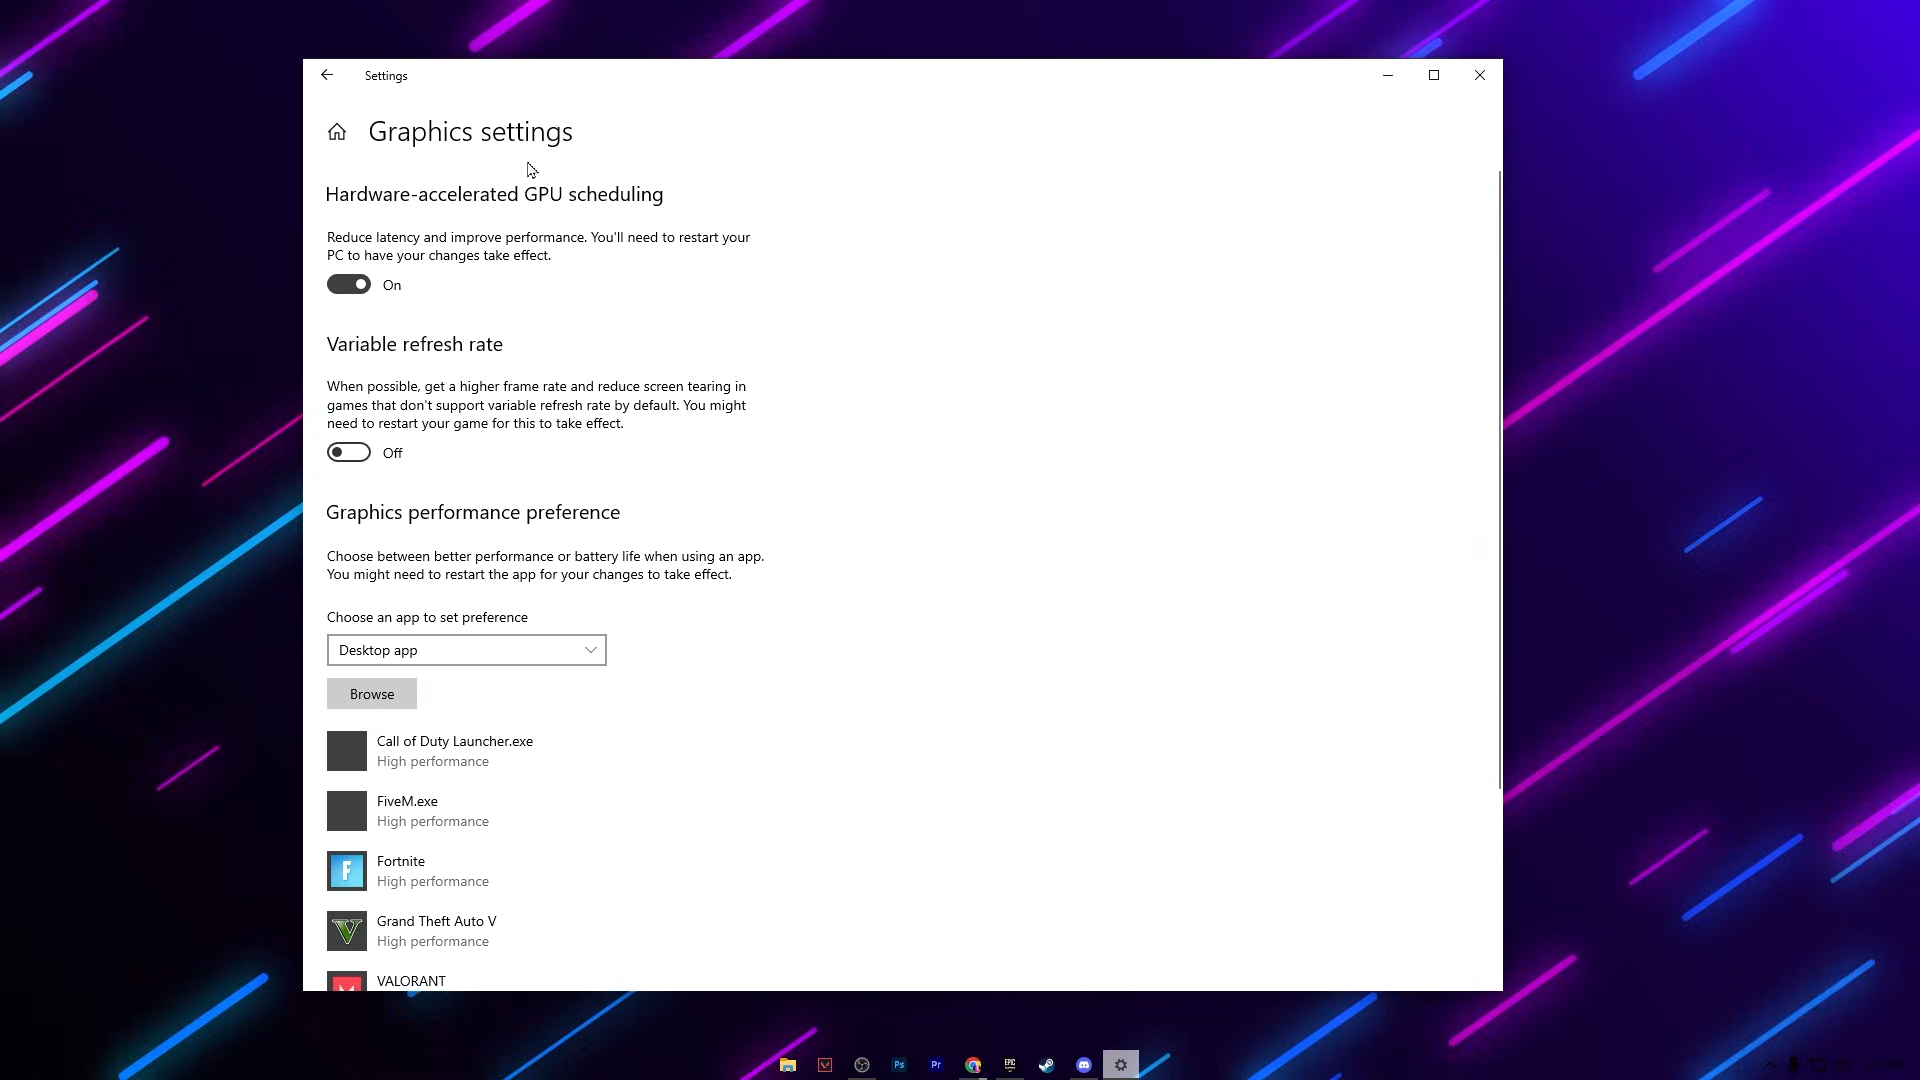 Settings
Graphics settings
Hardware-accelerated GPU scheduling
Reduce latency and improve performance. You'll need to restart your
PC to have your changes take effect.
On
Variable refresh rate
When possible, get a higher frame rate and reduce screen tearing in
games that don't support variable refresh rate by default. You might
need to restart your game for this to take effect.
Off
Graphics performance preference
Choose between better performance or battery life when using an app.
You might need to restart the app for your changes to take effect.
Choose an app to set preference
Desktop app
Browse
Call of Duty Launcher.exe
High performance
FiveM.exe
High performance
F
Fortnite
High performance
V
Grand Theft Auto V
High performance
VALORANT
Ps
Pr
EPIC